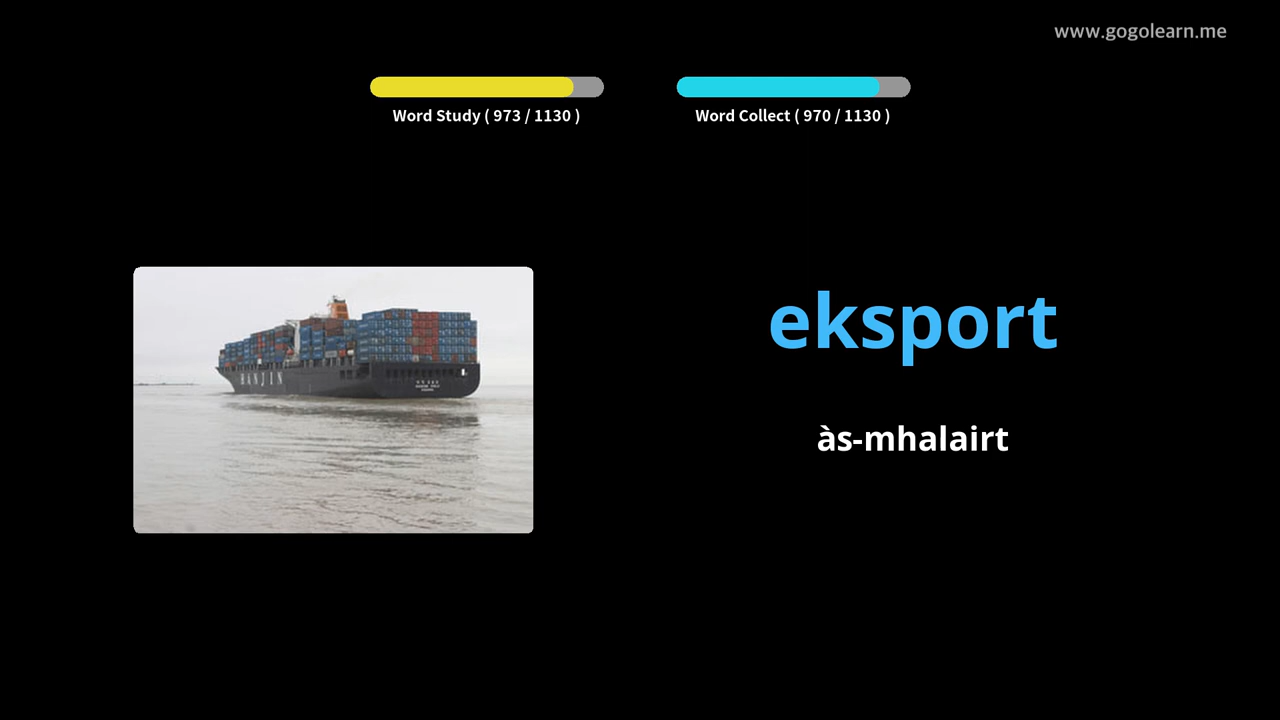 www.gogolearn.me
Word Study ( 973 / 1130 )
Word Collect ( 970 / 1130 )
eksport
às-mhalairt
HANJIN